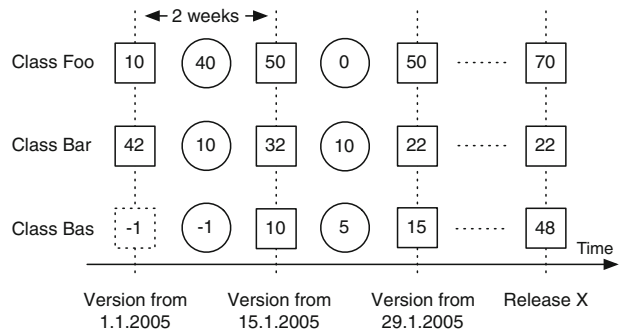 2 weeks
Class Foo 10 40 50 0 50 70
Class Bar 42 10 32 10 22 22
Class Bas -1 -1 10 5 15 48
Time
Version from 1.1.2005
Version from 15.1.2005
Version from 29.1.2005
Release X